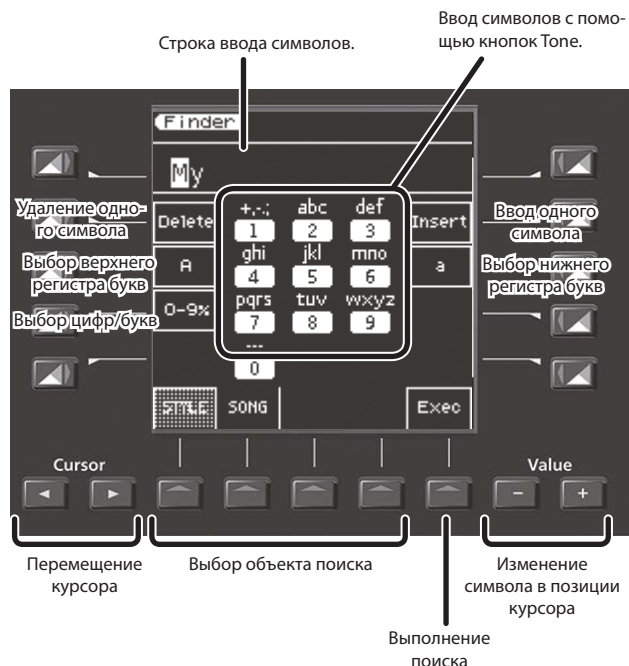 Ввод символов с помо-
щью кнопок Tone.
Строка ввода символов.
Finder
My
Удаление одно-
го символа
Delete
+,-.;
abc
def
1
2
3
Insert
Ввод одного
символа
Выбор верхнего
регистра букв
A
ghi
jkl
mno
4
5
6
a
Выбор нижнего
регистра букв
Выбор цифр/букв
0-9%
pqrs
tuv
wxyz
7
8
9
---
0
STYLE
SONG
Exec
Cursor
Value
-
+
Перемещение
курсора
Выбор объекта поиска
Изменение
символа в позиции
курсора
Выполнение
поиска